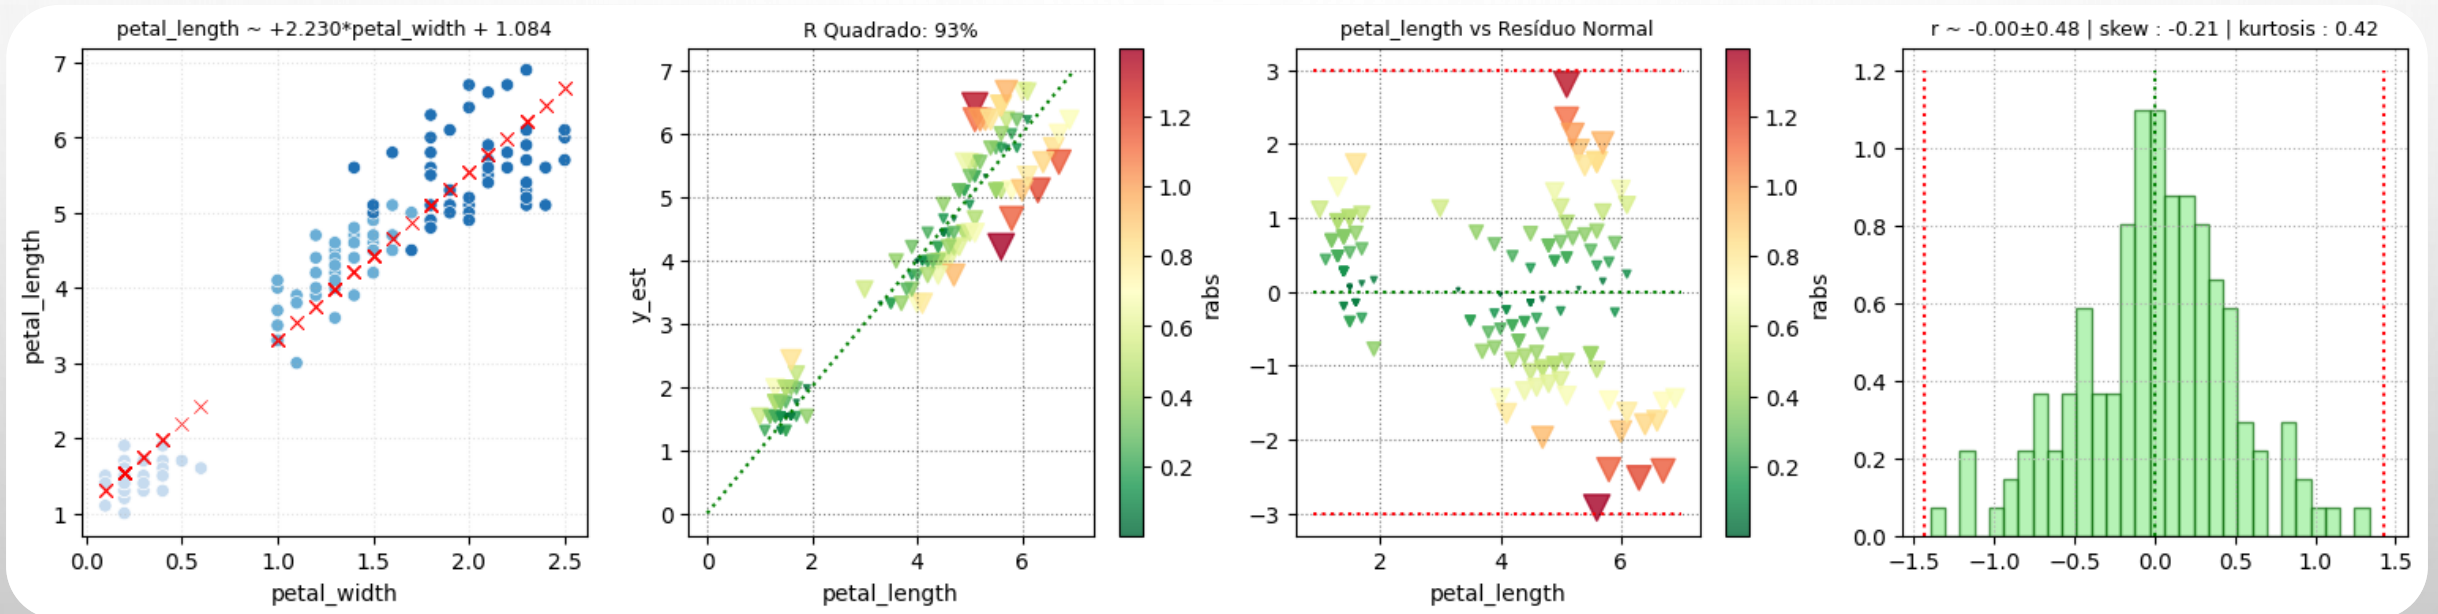 petal_length ~ +2.230*petal_width + 1.084
7
6
5
4
3
2
1
petal_length
0.0 0.5 1.0 1.5 2.0 2.5
petal_width
R Quadrado: 93%
7
6
5
4
3
2
1
0
y_est
0 2 4 6
petal_length
1.2
1.0
0.8
0.6
0.4
0.2
rabs
petal_length vs Resíduo Normal
3
2
1
0
−1
−2
−3
2 4 6
petal_length
1.2
1.0
0.8
0.6
0.4
0.2
rabs
r ~ -0.00±0.48 | skew : -0.21 | kurtosis : 0.42
1.2
1.0
0.8
0.6
0.4
0.2
0.0
−1.5 −1.0 −0.5 0.0 0.5 1.0 1.5